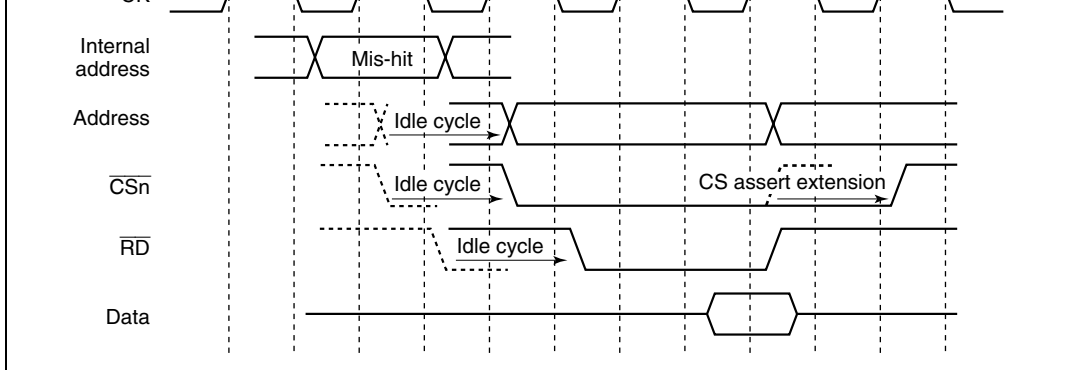 CK
Internal
address
Mis-hit
Address
Idle cycle
CSn
Idle cycle
CS assert extension
RD
Idle cycle
Data